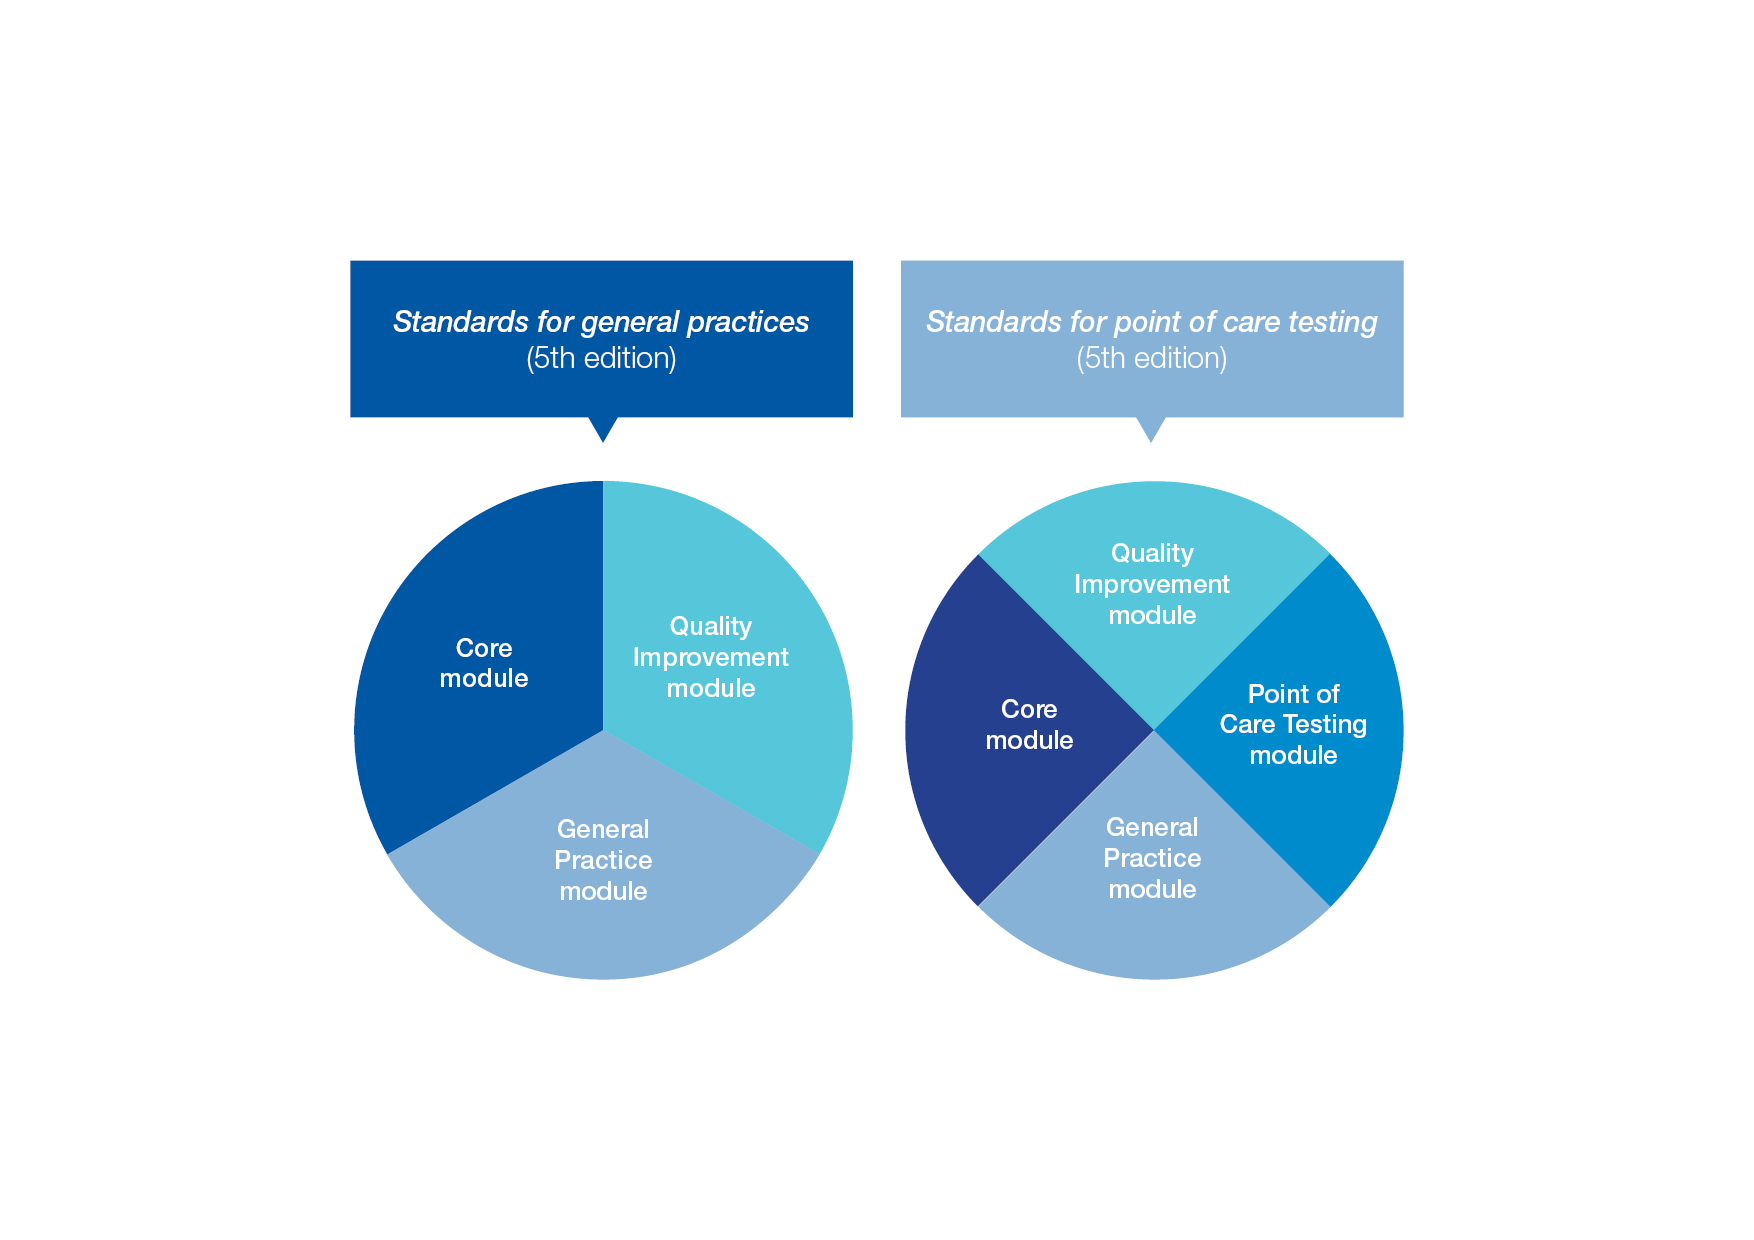 Standards for general practices
(5th edition)
Standards for point of care testing
(5th edition)
Core
module
Quality
Improvement
module
General
Practice
module
Quality
Improvement
module
Core
module
Point of
Care Testing
module
General
Practice
module